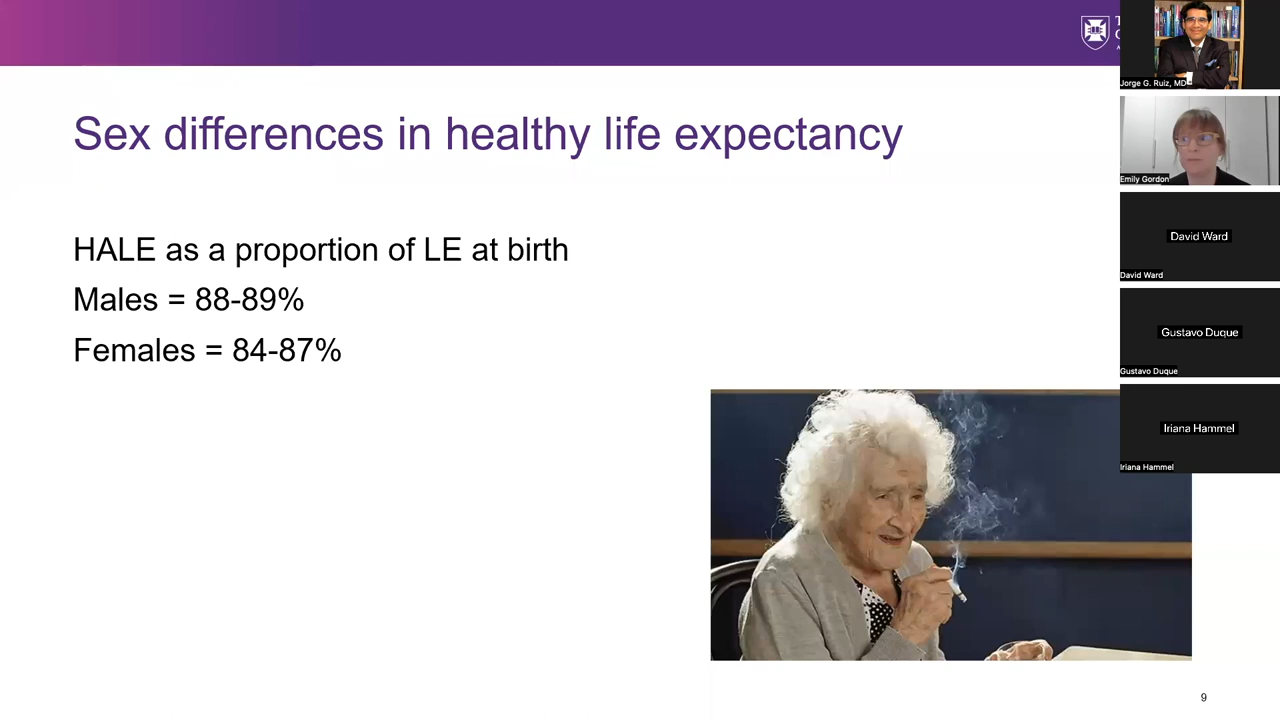 Sex differences in healthy life expectancy
HALE as a proportion of LE at birth
Males = 88-89%
Females = 84-87%
9
Jorge G. Ruiz, MD
Emily Gordon
David Ward
David Ward
Gustavo Duque
Gustavo Duque
Iriana Hammel
Iriana Hammel